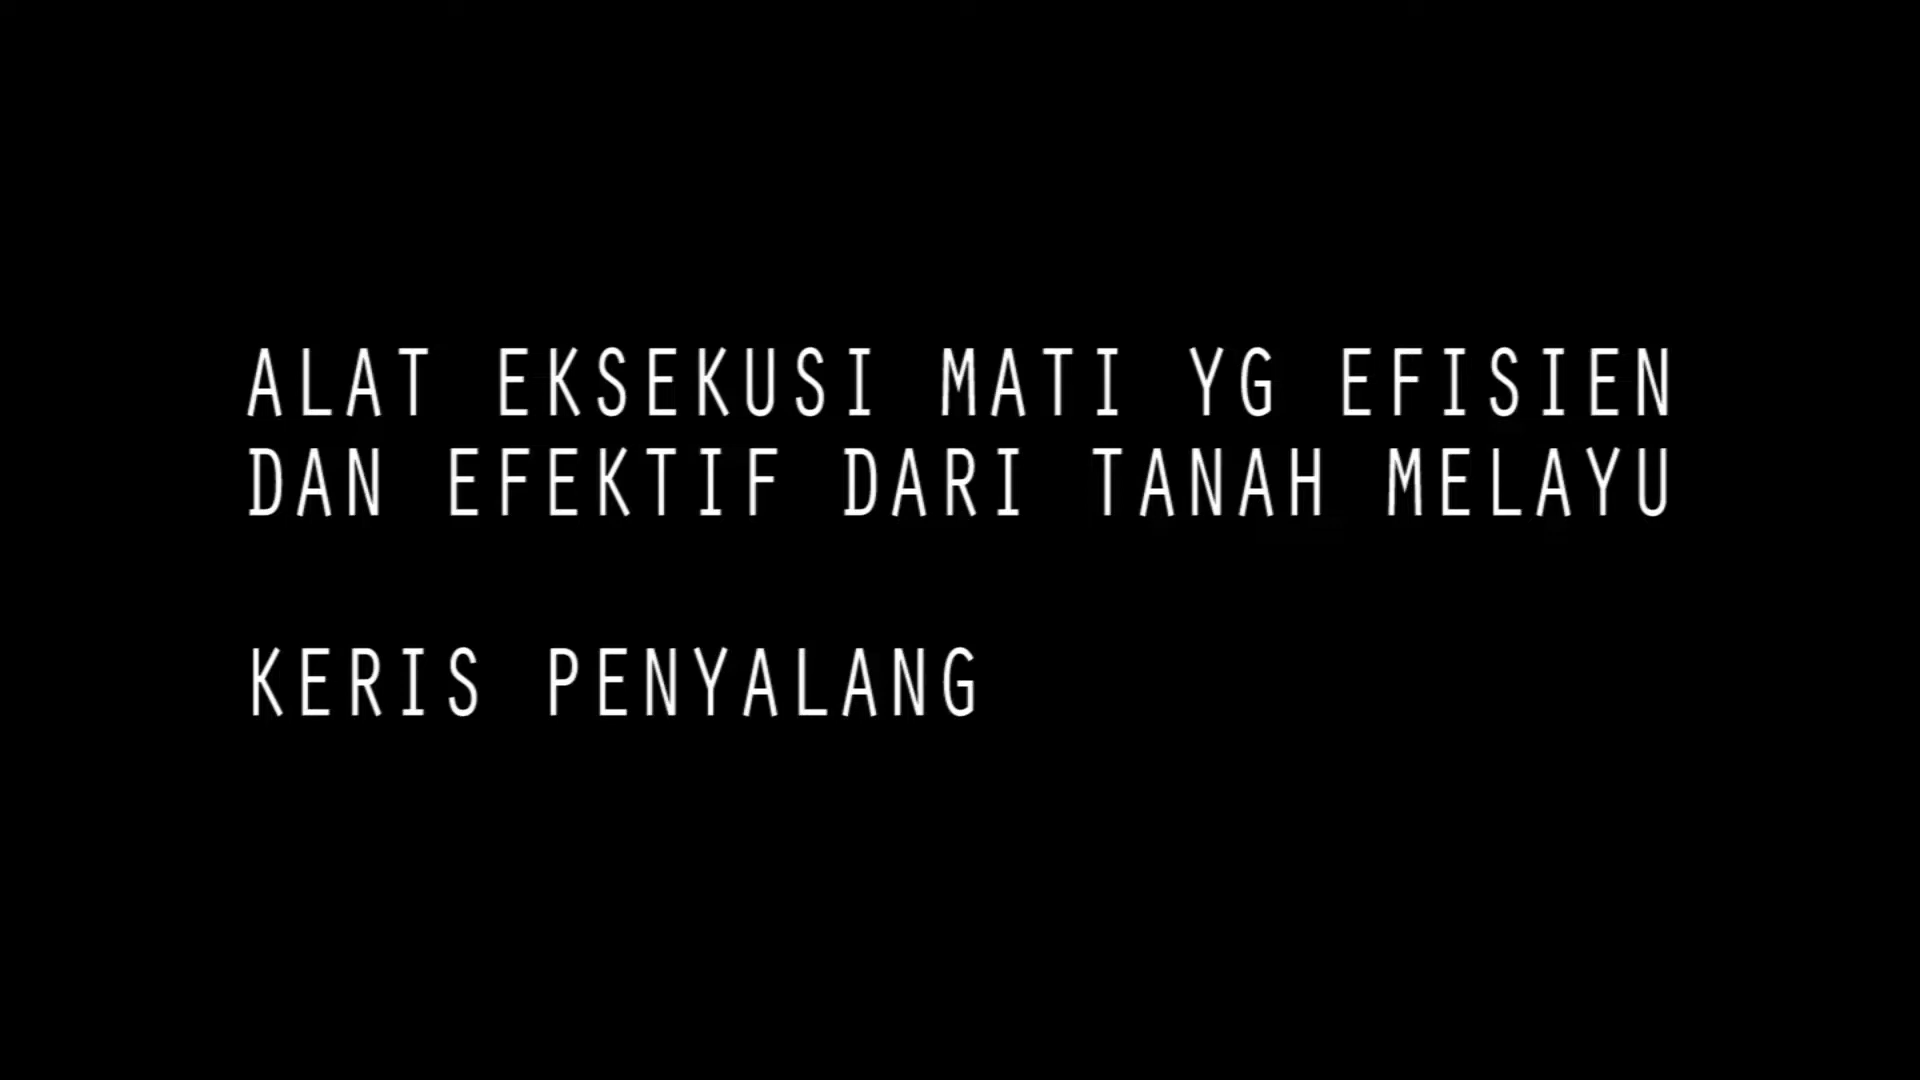 ALAT EKSEKUSI MATI YG EFISIEN
DAN EFEKTIF DARI TANAH MELAYU
KERIS PENYALANG